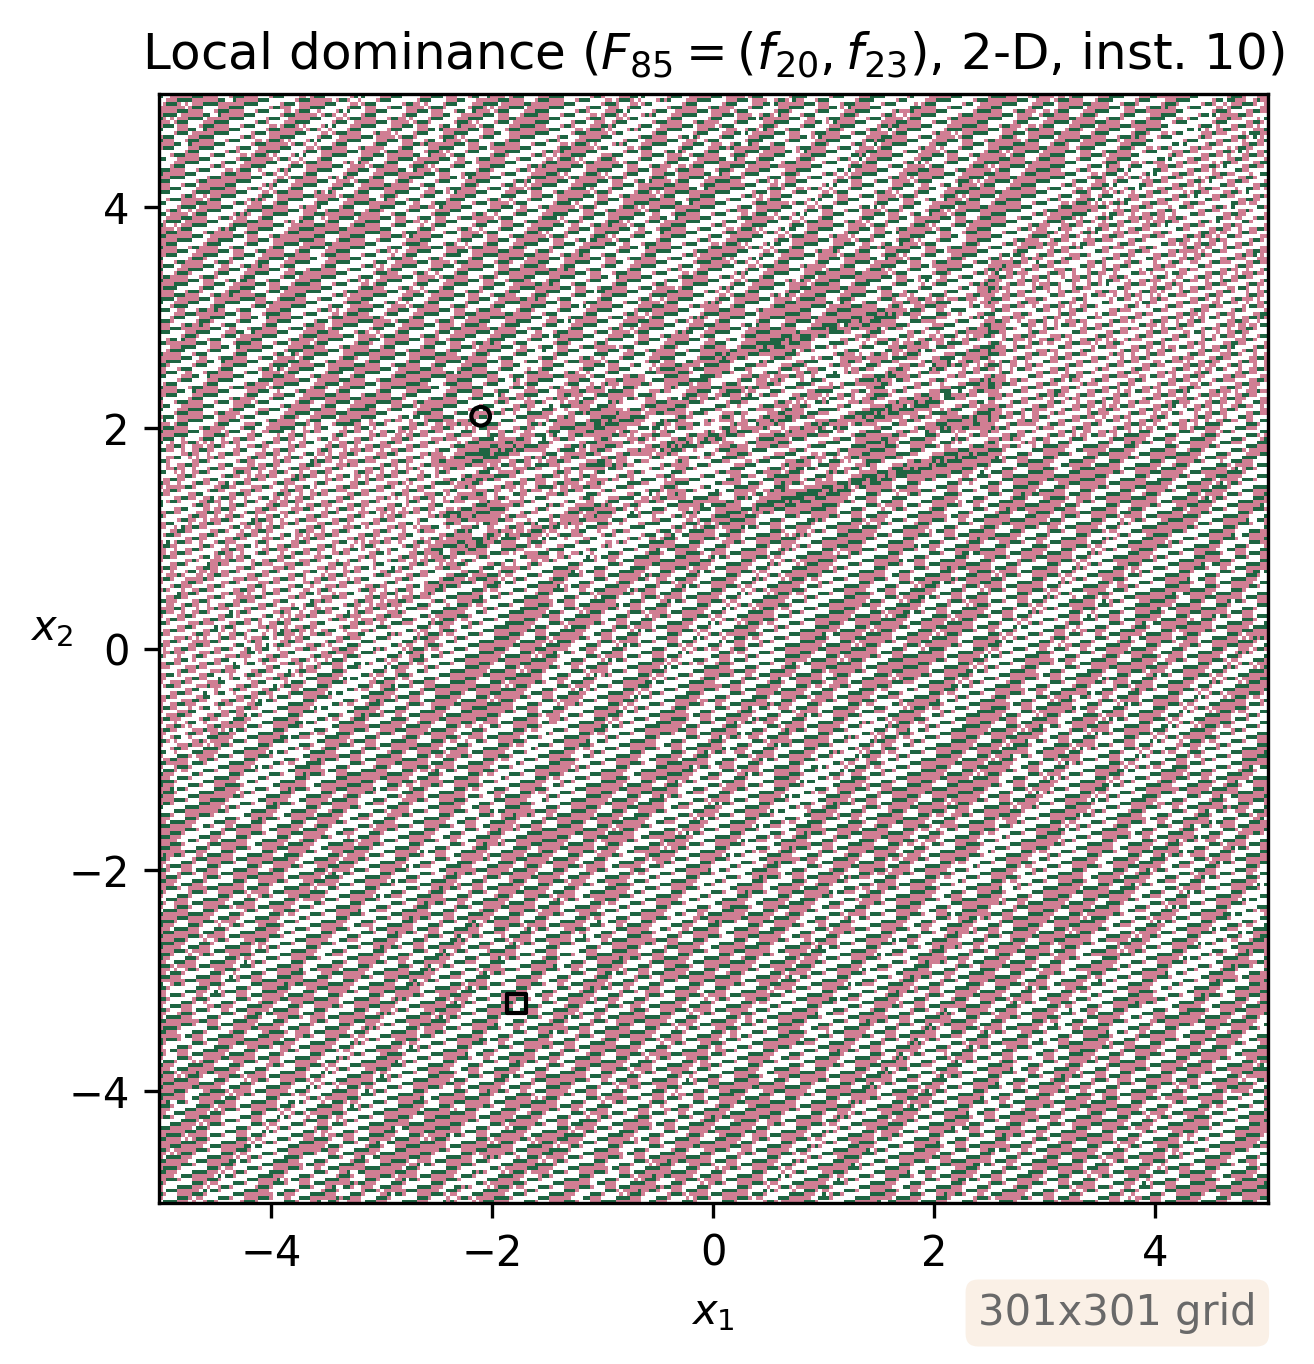 Local dominance (F₈₅ = (f₂₀, f₂₃), 2-D, inst. 10)
4
2
x₂
0
−2
−4
−4 −2 0 2 4
x₁
301x301 grid